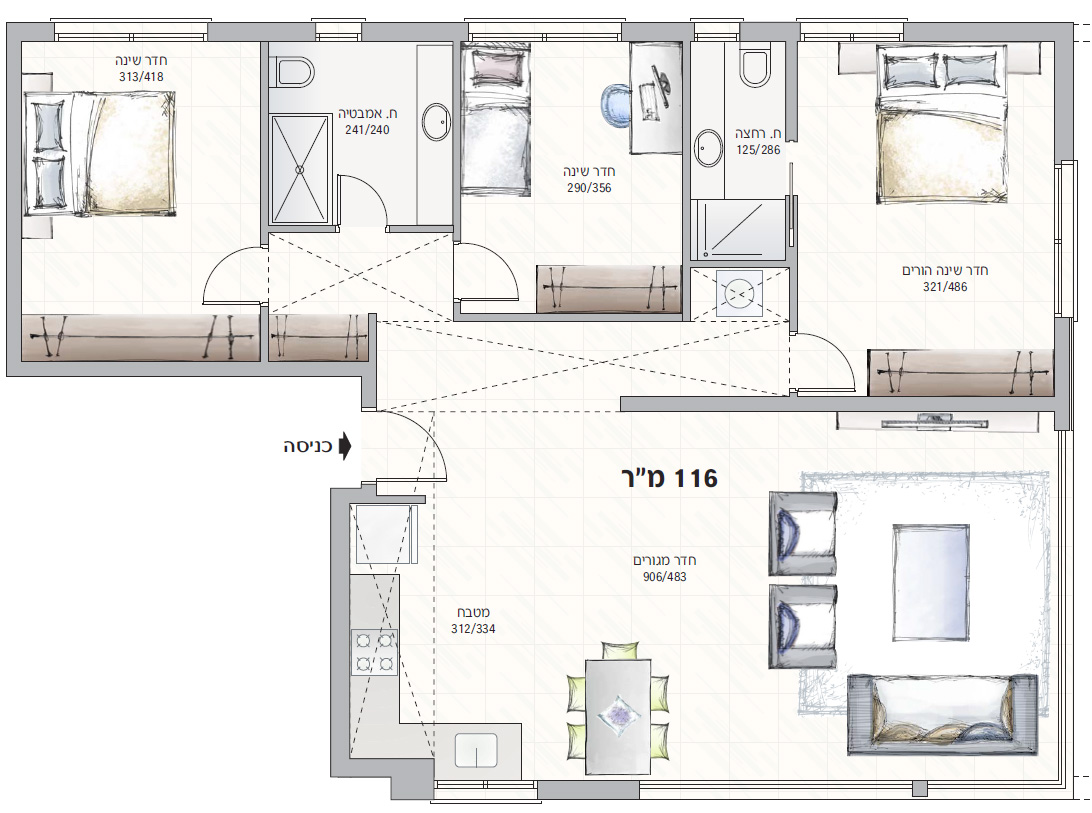 חדר שינה
313/418
ח. אמבטיה
241/240
חדר שינה
290/356
ח. רחצה
125/286
חדר שינה הורים
321/486
כניסה
116 מ"ר
חדר מגורים
906/483
מטבח
312/334